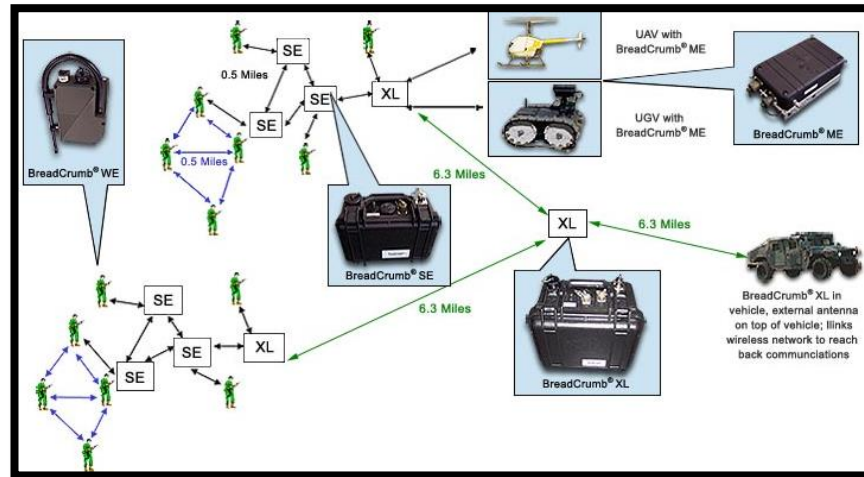 SE
0.5 Miles
SE
SE
XL
0.5 Miles
BreadCrumb® WE
UAV with
BreadCrumb® ME
UGV with
BreadCrumb® ME
BreadCrumb® ME
6.3 Miles
BreadCrumb® SE
XL
6.3 Miles
BreadCrumb® XL in
vehicle, external antenna
on top of vehicle; llinks
wireless network to reach
back communciations
6.3 Miles
BreadCrumb® XL
SE
SE
SE
XL